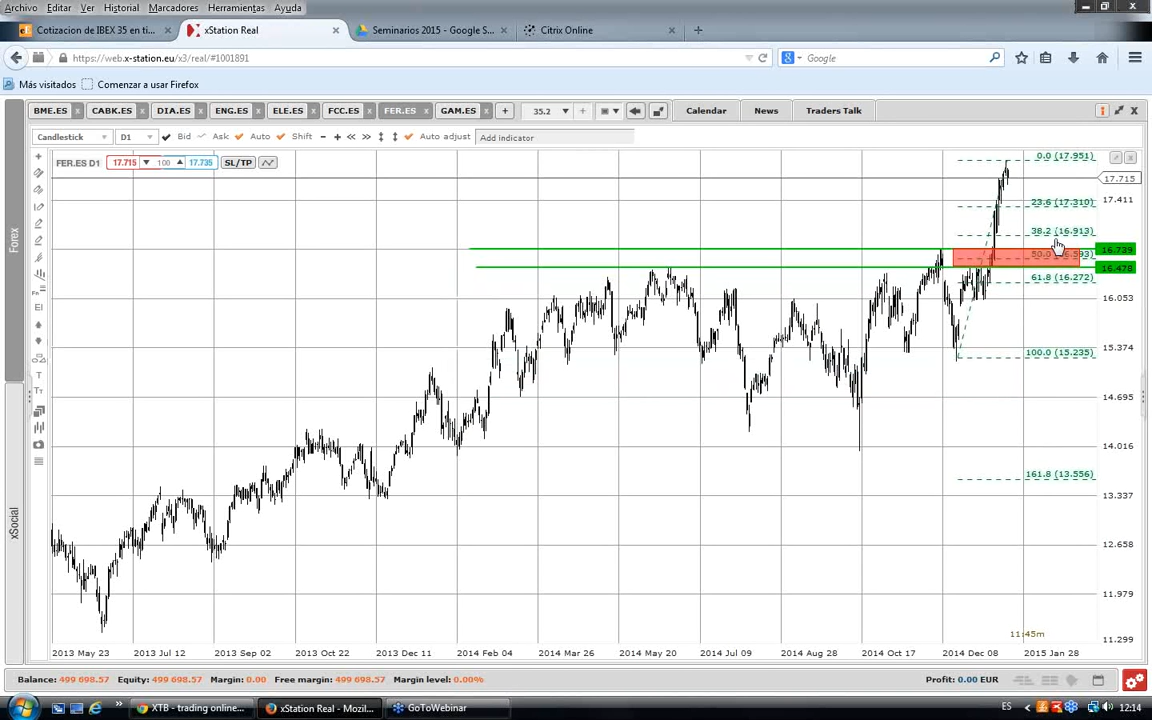 Archivo Editar Ver Historial Marcadores Herramientas Ayuda
Cotizacion de IBEX 35 en ti... × xStation Real × Seminarios 2015 - Google S... × Citrix Online × +
https://web.x-station.eu/x3/real/#1001891 Google
Más visitados Comenzar a usar Firefox
BME.ES x CABK.ES x DIA.ES x ENG.ES x ELE.ES x FCC.ES x FER.ES x GAM.ES x + 35.2 Calendar News Traders Talk
Candlestick D1 Bid Ask Auto Shift Auto adjust Add indicator
FER.ES D1 17.715 100 17.735 SL/TP
0.0 (17.951)
17.715
17.411
23.6 (17.310)
38.2 (16.913)
16.739
16.478
61.8 (16.272)
16.053
15.374
100.0 (15.235)
14.695
14.016
161.8 (13.556)
13.337
12.658
11.979
11.299
11:45m
2013 May 23 2013 Jul 12 2013 Sep 02 2013 Oct 22 2013 Dec 11 2014 Feb 04 2014 Mar 26 2014 May 20 2014 Jul 09 2014 Aug 28 2014 Oct 17 2014 Dec 08 2015 Jan 28
Forex
xSocial
Balance: 499 698.57 Equity: 499 698.57 Margin: 0.00 Free margin: 499 698.57 Margin level: 0.00% Profit: 0.00 EUR
XTB - trading online... xStation Real - Mozil... GoToWebinar ES 12:14